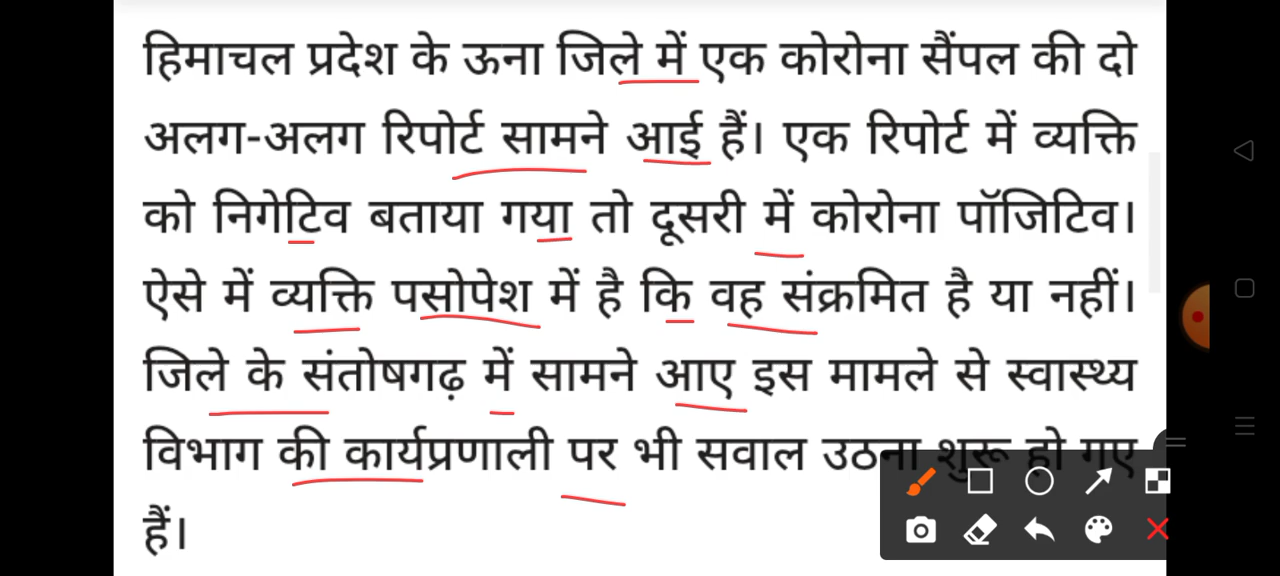 हिमाचल प्रदेश के ऊना जिले में एक कोरोना सैंपल की दो
अलग-अलग रिपोर्ट सामने आई हैं। एक रिपोर्ट में व्यक्ति
को निगेटिव बताया गया तो दूसरी में कोरोना पॉजिटिव।
ऐसे में व्यक्ति पसोपेश में है कि वह संक्रमित है या नहीं।
जिले के संतोषगढ़ में सामने आए इस मामले से स्वास्थ्य
विभाग की कार्यप्रणाली पर भी सवाल उठना शुरू हो गए
हैं।